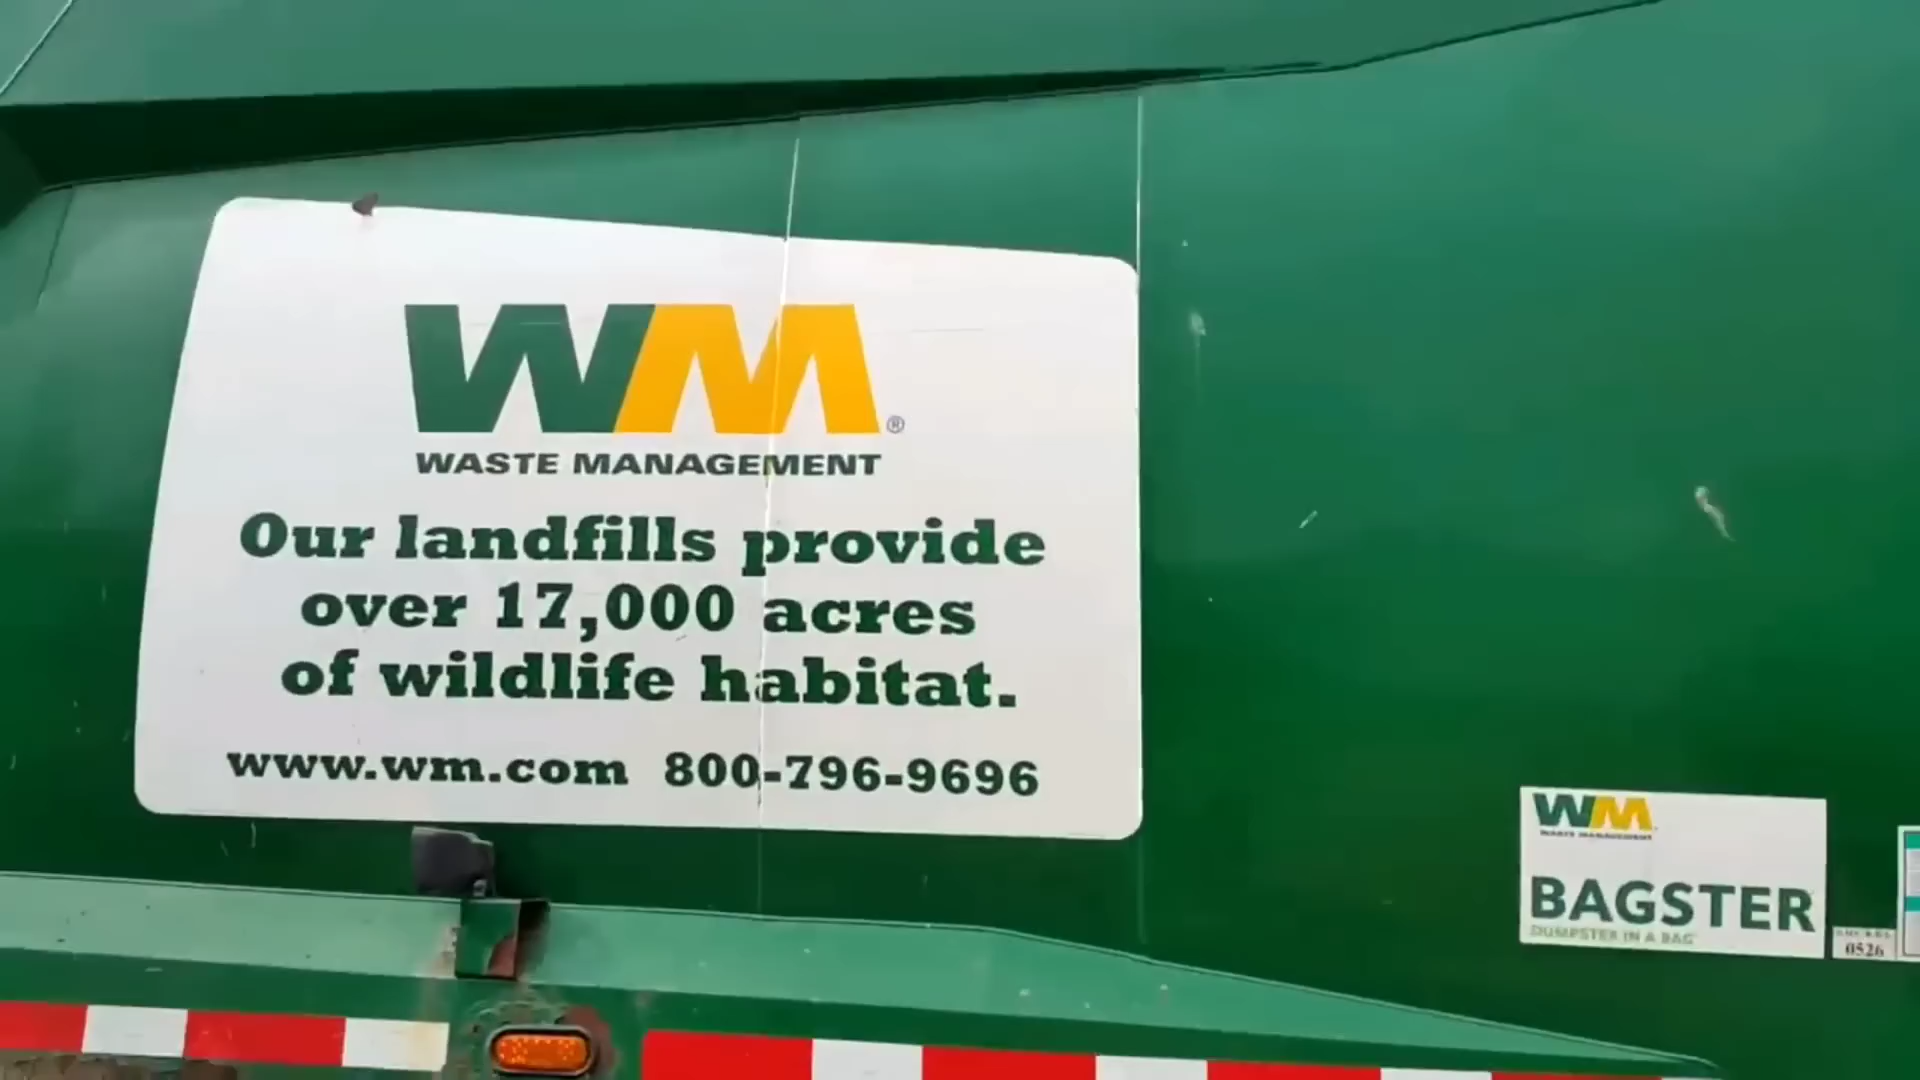 WM®
WASTE MANAGEMENT
Our landfills provide
over 17,000 acres
of wildlife habitat.
www.wm.com 800-796-9696
WM
WASTE MANAGEMENT
BAGSTER
DUMPSTER IN A BAG
0526